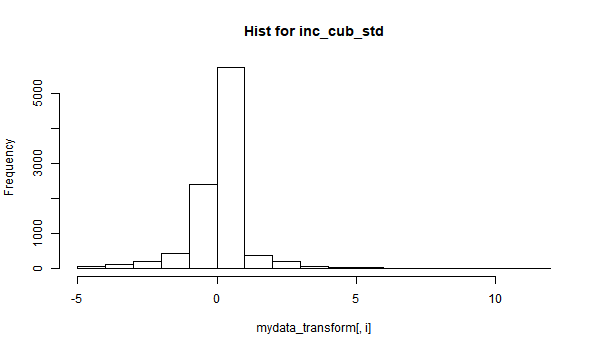 Hist for inc_cub_std
Frequency
5000
3000
1000
0
-5 0 5 10
mydata_transform[, i]